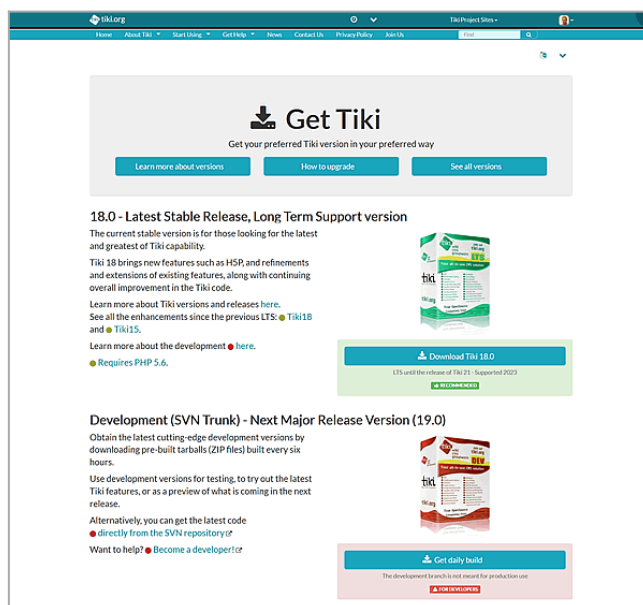 tiki.org
Tiki Project Sites
Home About Tiki Start Using Get Help News Contact Us Privacy Policy Join Us Find
Get Tiki
Get your preferred Tiki version in your preferred way
Learn more about versions How to upgrade See all versions
18.0 - Latest Stable Release, Long Term Support version
The current stable version is for those looking for the latest
and greatest of Tiki capability.
Tiki 18 brings new features such as H5P, and refinements
and extensions of existing features, along with continuing
overall improvement in the Tiki code.
Learn more about Tiki versions and releases here.
See all the enhancements since the previous LTS: Tiki18
and Tiki15.
Learn more about the development here.
Requires PHP 5.6.
LTS
tiki
Download Tiki 18.0
LTS until the release of Tiki 21 - Supported 2023
RECOMMENDED
Development (SVN Trunk) - Next Major Release Version (19.0)
Obtain the latest cutting-edge development versions by
downloading pre-built tarballs (ZIP files) built every six
hours.
Use development versions for testing, to try out the latest
Tiki features, or as a preview of what is coming in the next
release.
Alternatively, you can get the latest code
directly from the SVN repository
Want to help? Become a developer!
DEV
tiki
Get daily build
The development branch is not meant for production use
FOR DEVELOPERS